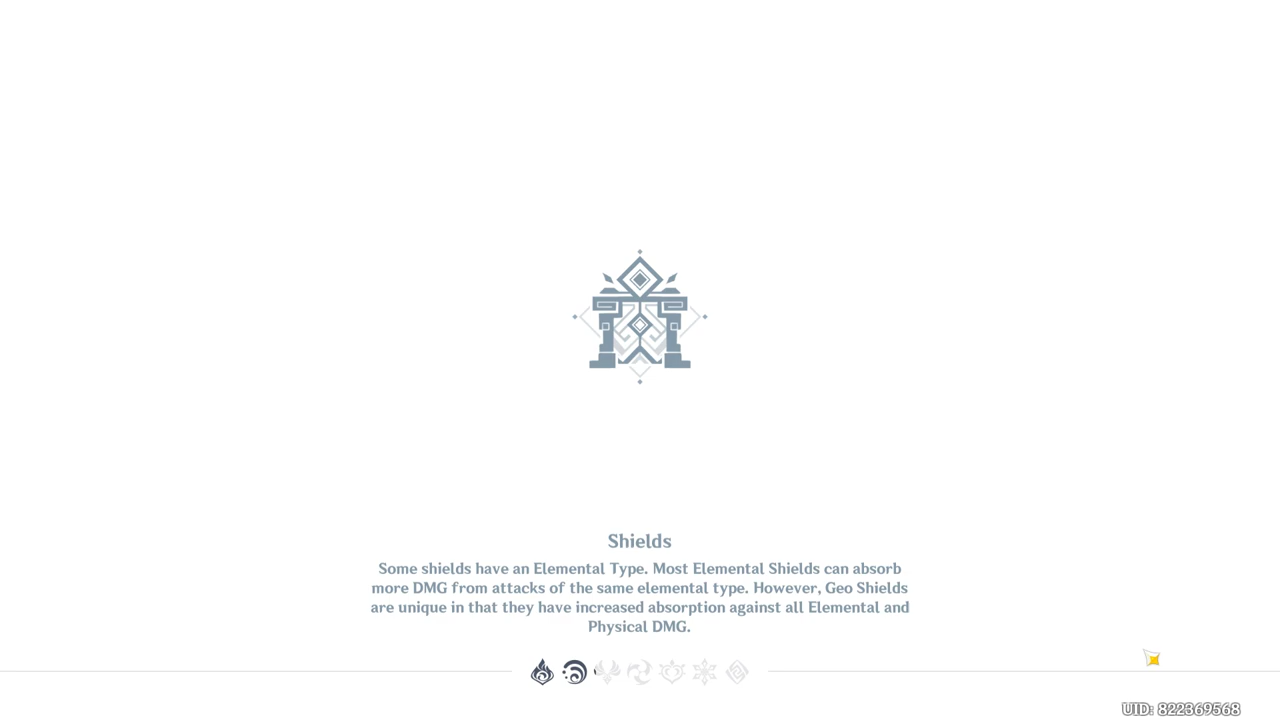 Shields
Some shields have an Elemental Type. Most Elemental Shields can absorb
more DMG from attacks of the same elemental type. However, Geo Shields
are unique in that they have increased absorption against all Elemental and
Physical DMG.
UID: 822369568